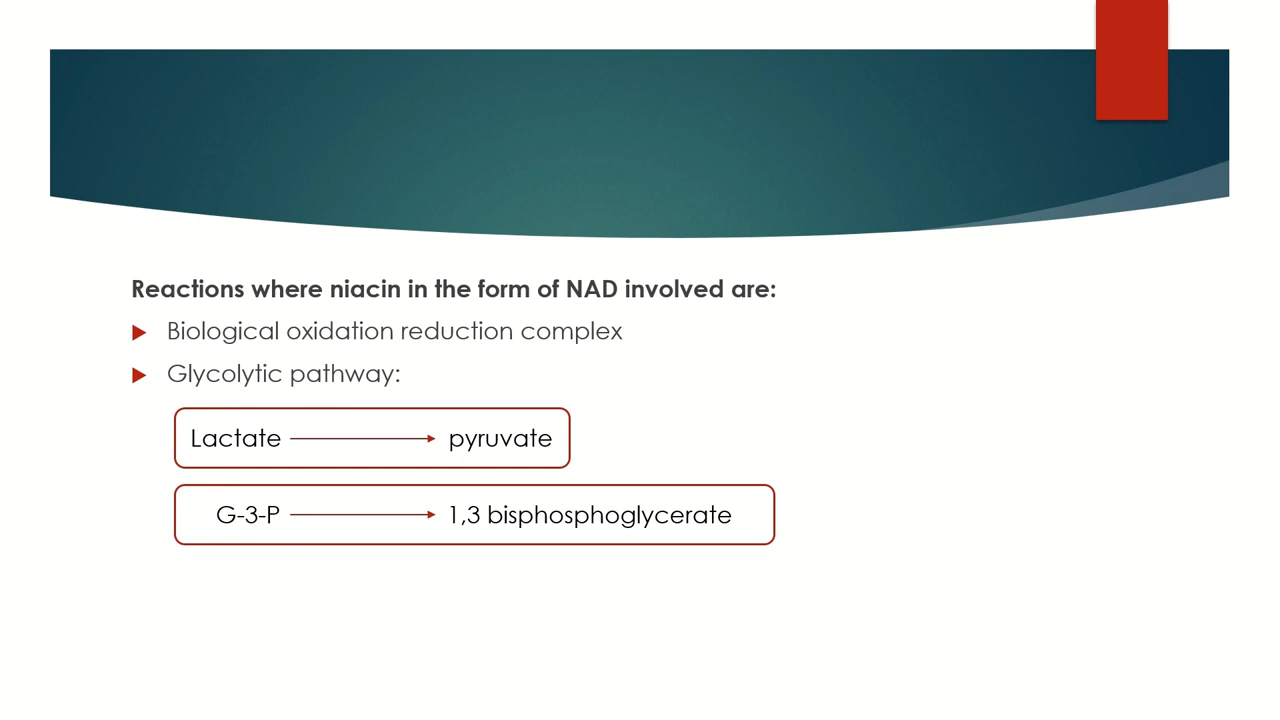 Reactions where niacin in the form of NAD involved are:
Biological oxidation reduction complex
Glycolytic pathway:
Lactate pyruvate
G-3-P 1,3 bisphosphoglycerate